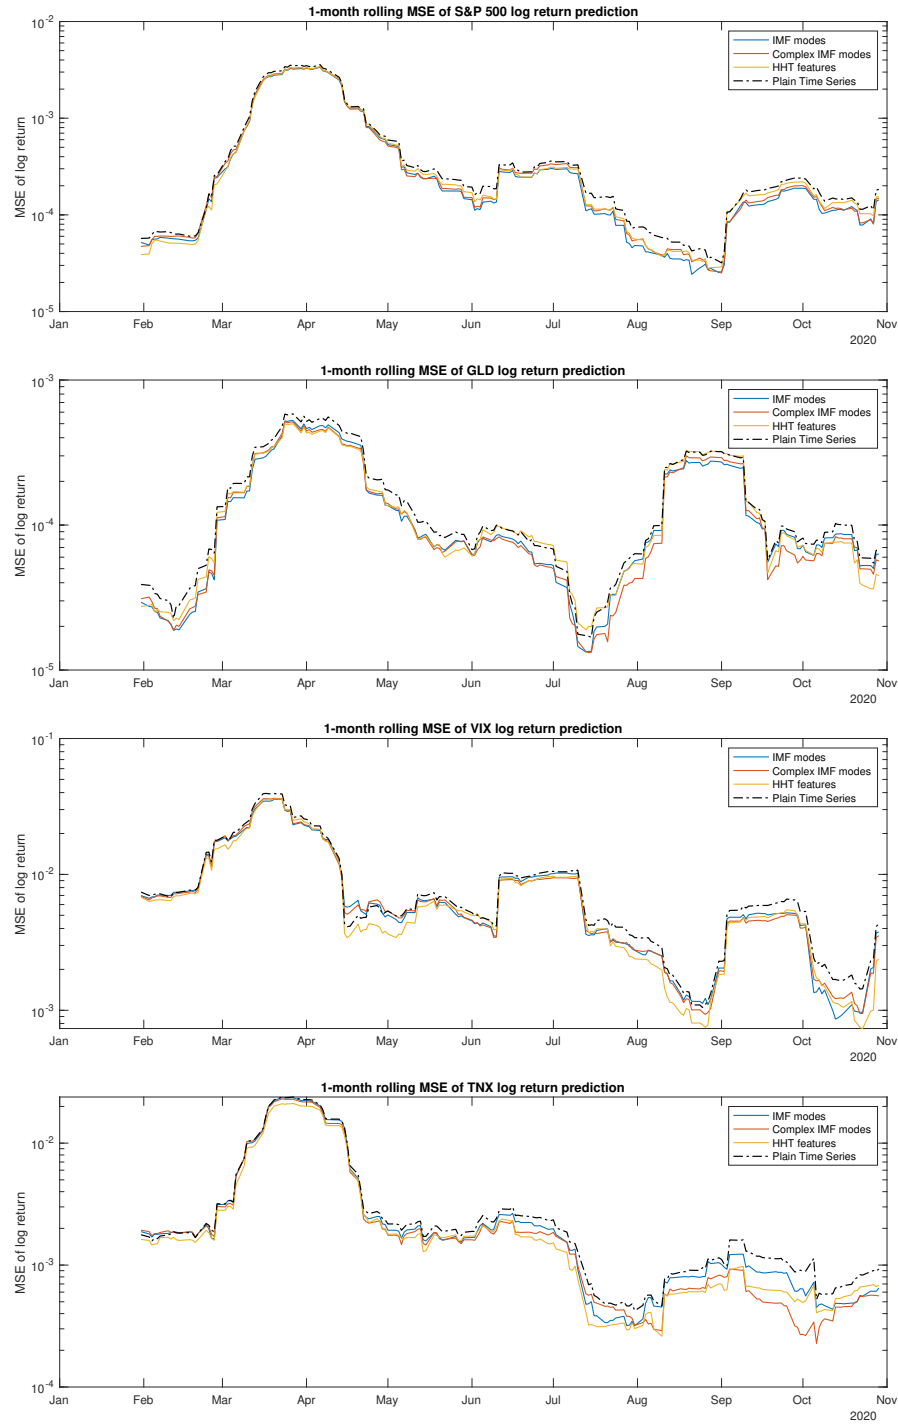 1-month rolling MSE of S&P 500 log return prediction
10-2
10-3
10-4
10-5
MSE of log return
IMF modes
Complex IMF modes
HHT features
Plain Time Series
Jan Feb Mar Apr May Jun Jul Aug Sep Oct Nov
2020
1-month rolling MSE of GLD log return prediction
10-3
10-4
10-5
MSE of log return
IMF modes
Complex IMF modes
HHT features
Plain Time Series
Jan Feb Mar Apr May Jun Jul Aug Sep Oct Nov
2020
1-month rolling MSE of VIX log return prediction
10-1
10-2
10-3
MSE of log return
IMF modes
Complex IMF modes
HHT features
Plain Time Series
Jan Feb Mar Apr May Jun Jul Aug Sep Oct Nov
2020
1-month rolling MSE of TNX log return prediction
10-2
10-3
10-4
MSE of log return
IMF modes
Complex IMF modes
HHT features
Plain Time Series
Jan Feb Mar Apr May Jun Jul Aug Sep Oct Nov
2020